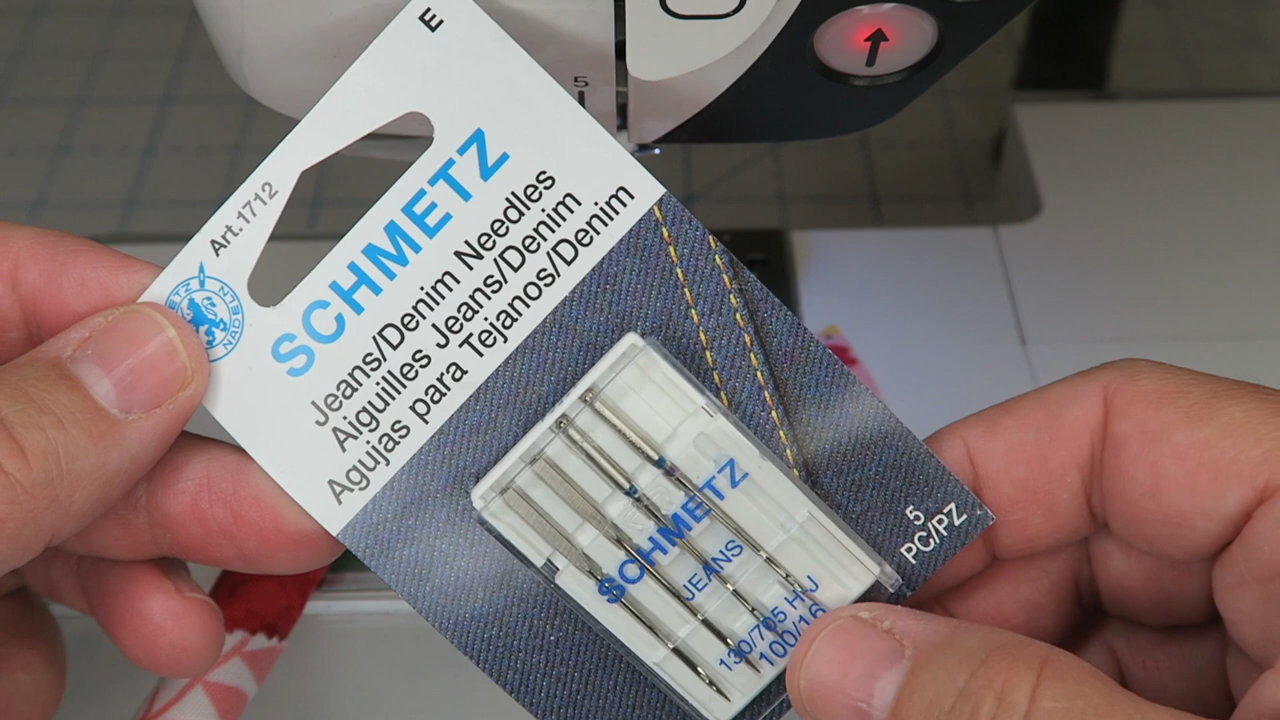 E
5
Art.1712
SCHMETZ
Jeans/Denim Needles
Aiguilles Jeans/Denim
Agujas para Tejanos/Denim
NADELN
SCHMETZ
JEANS
130/705 H-J
100/16
5
PC/PZ